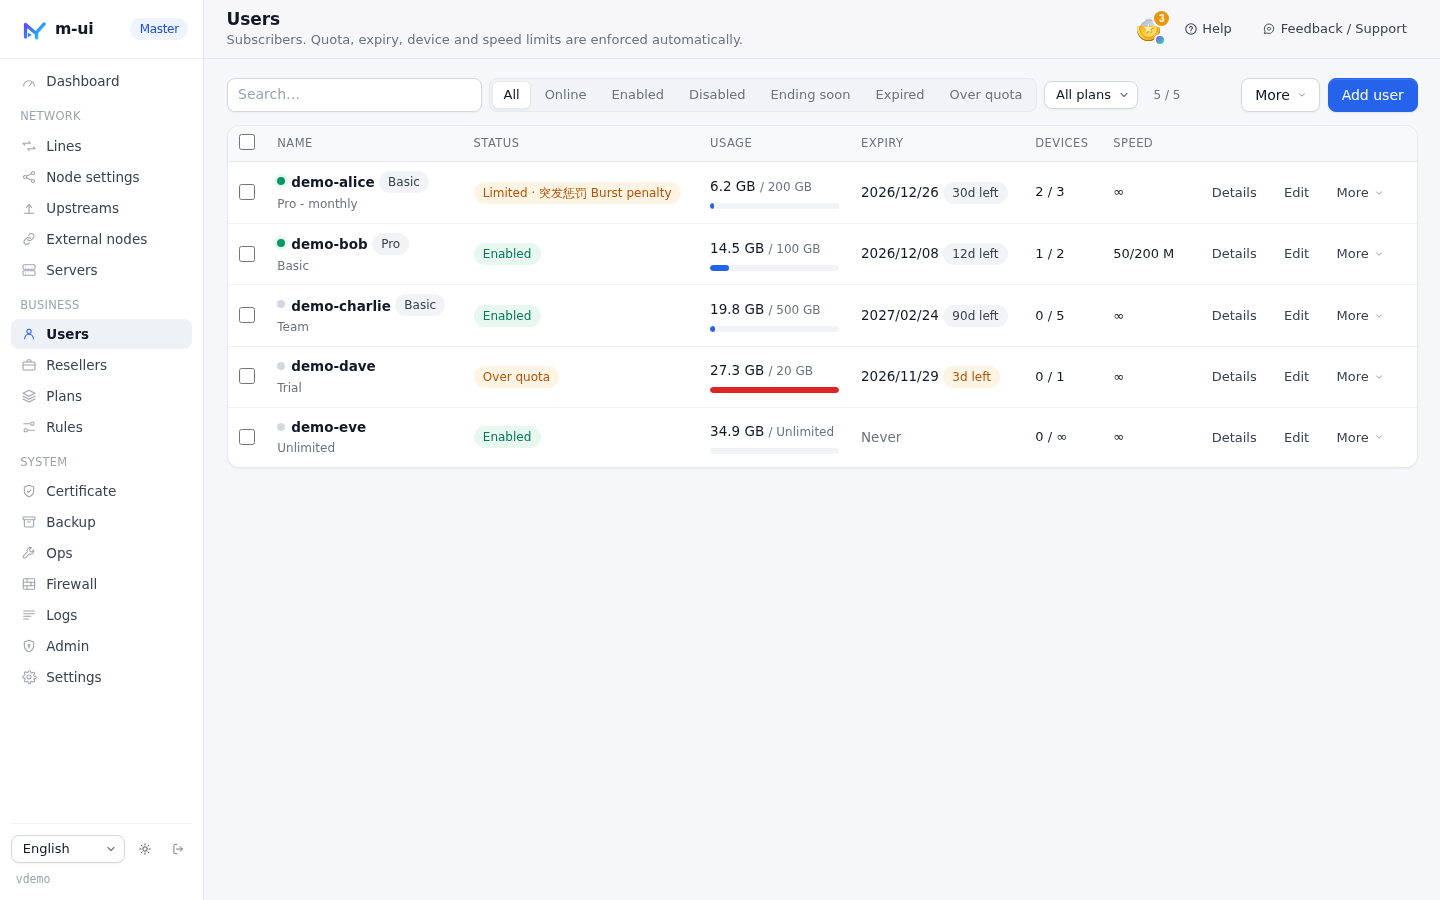 m-ui
Master
Dashboard
NETWORK
Lines
Node settings
Upstreams
External nodes
Servers
BUSINESS
Users
Resellers
Plans
Rules
SYSTEM
Certificate
Backup
Ops
Firewall
Logs
Admin
Settings
English
vdemo
Users
Subscribers. Quota, expiry, device and speed limits are enforced automatically.
3
Help
Feedback / Support
Search...
All Online Enabled Disabled Ending soon Expired Over quota
All plans
5 / 5
More
Add user
NAME STATUS USAGE EXPIRY DEVICES SPEED
demo-alice Basic
Pro - monthly
Limited · 突发惩罚 Burst penalty
6.2 GB / 200 GB
2026/12/26 30d left
2 / 3
∞
Details Edit More
demo-bob Pro
Basic
Enabled
14.5 GB / 100 GB
2026/12/08 12d left
1 / 2
50/200 M
Details Edit More
demo-charlie Basic
Team
Enabled
19.8 GB / 500 GB
2027/02/24 90d left
0 / 5
∞
Details Edit More
demo-dave
Trial
Over quota
27.3 GB / 20 GB
2026/11/29 3d left
0 / 1
∞
Details Edit More
demo-eve
Unlimited
Enabled
34.9 GB / Unlimited
Never
0 / ∞
∞
Details Edit More